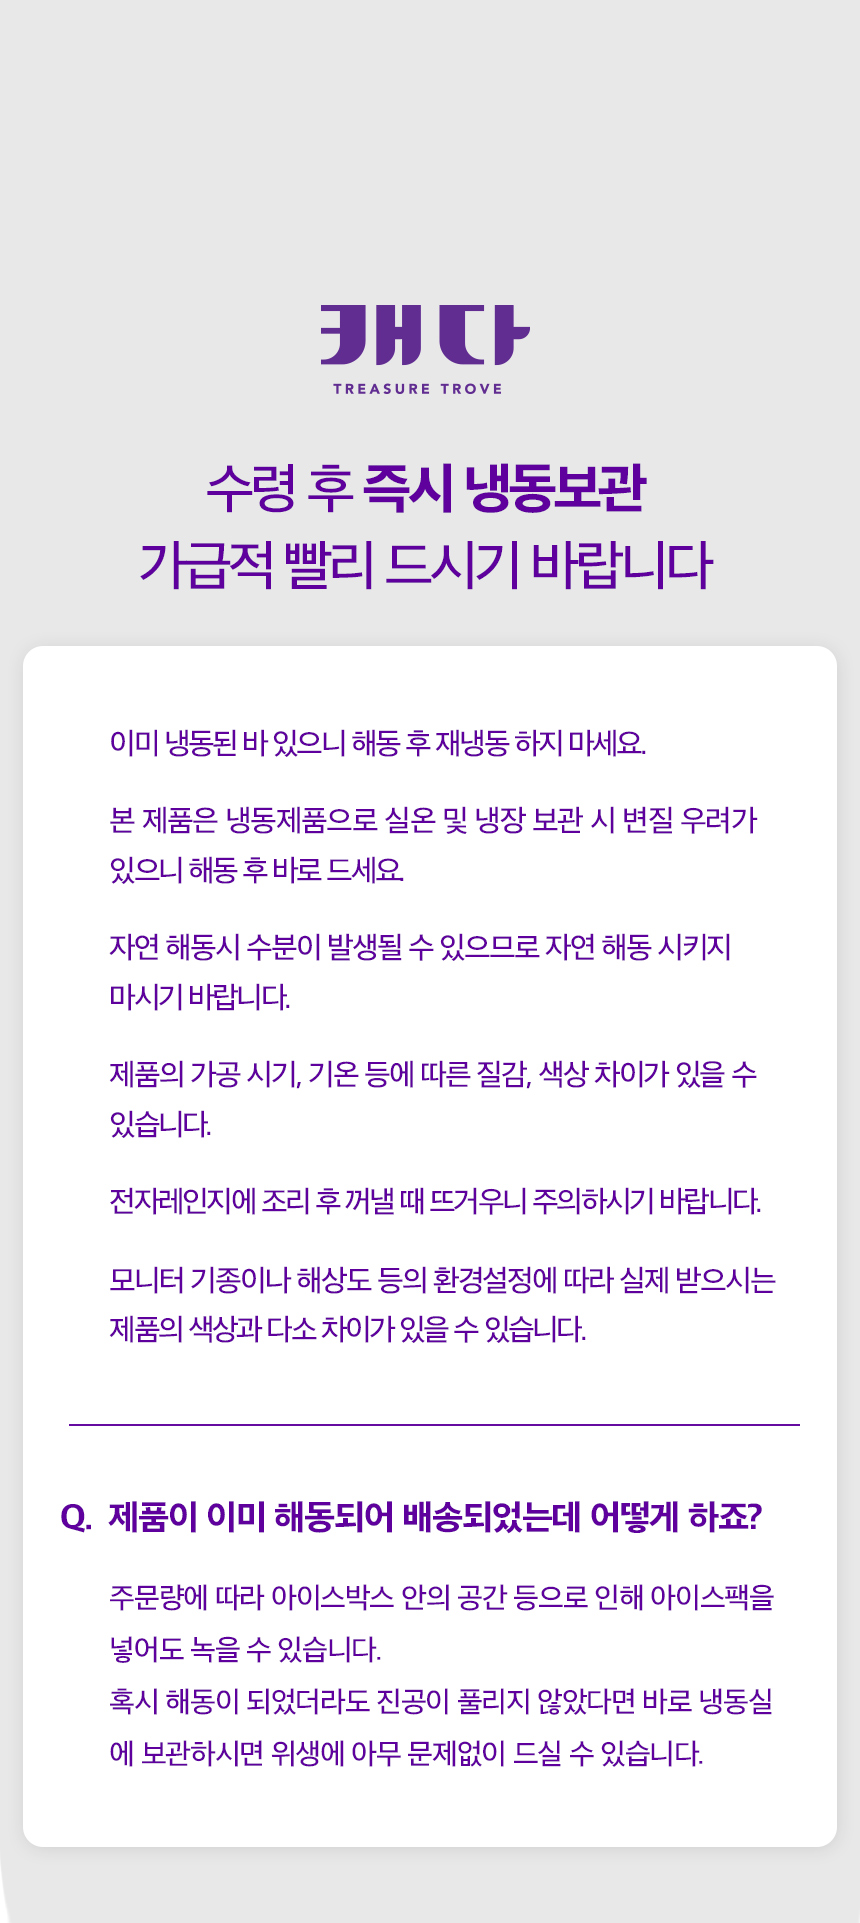 캐다
TREASURE TROVE
수령 후 즉시 냉동보관
가급적 빨리 드시기 바랍니다
이미 냉동된 바 있으니 해동 후 재냉동 하지 마세요.
본 제품은 냉동제품으로 실온 및 냉장 보관 시 변질 우려가
있으니 해동 후 바로 드세요.
자연 해동시 수분이 발생될 수 있으므로 자연 해동 시키지
마시기 바랍니다.
제품의 가공 시기, 기온 등에 따른 질감, 색상 차이가 있을 수
있습니다.
전자레인지에 조리 후 꺼낼 때 뜨거우니 주의하시기 바랍니다.
모니터 기종이나 해상도 등의 환경설정에 따라 실제 받으시는
제품의 색상과 다소 차이가 있을 수 있습니다.
Q. 제품이 이미 해동되어 배송되었는데 어떻게 하죠?
주문량에 따라 아이스박스 안의 공간 등으로 인해 아이스팩을
넣어도 녹을 수 있습니다.
혹시 해동이 되었더라도 진공이 풀리지 않았다면 바로 냉동실
에 보관하시면 위생에 아무 문제없이 드실 수 있습니다.